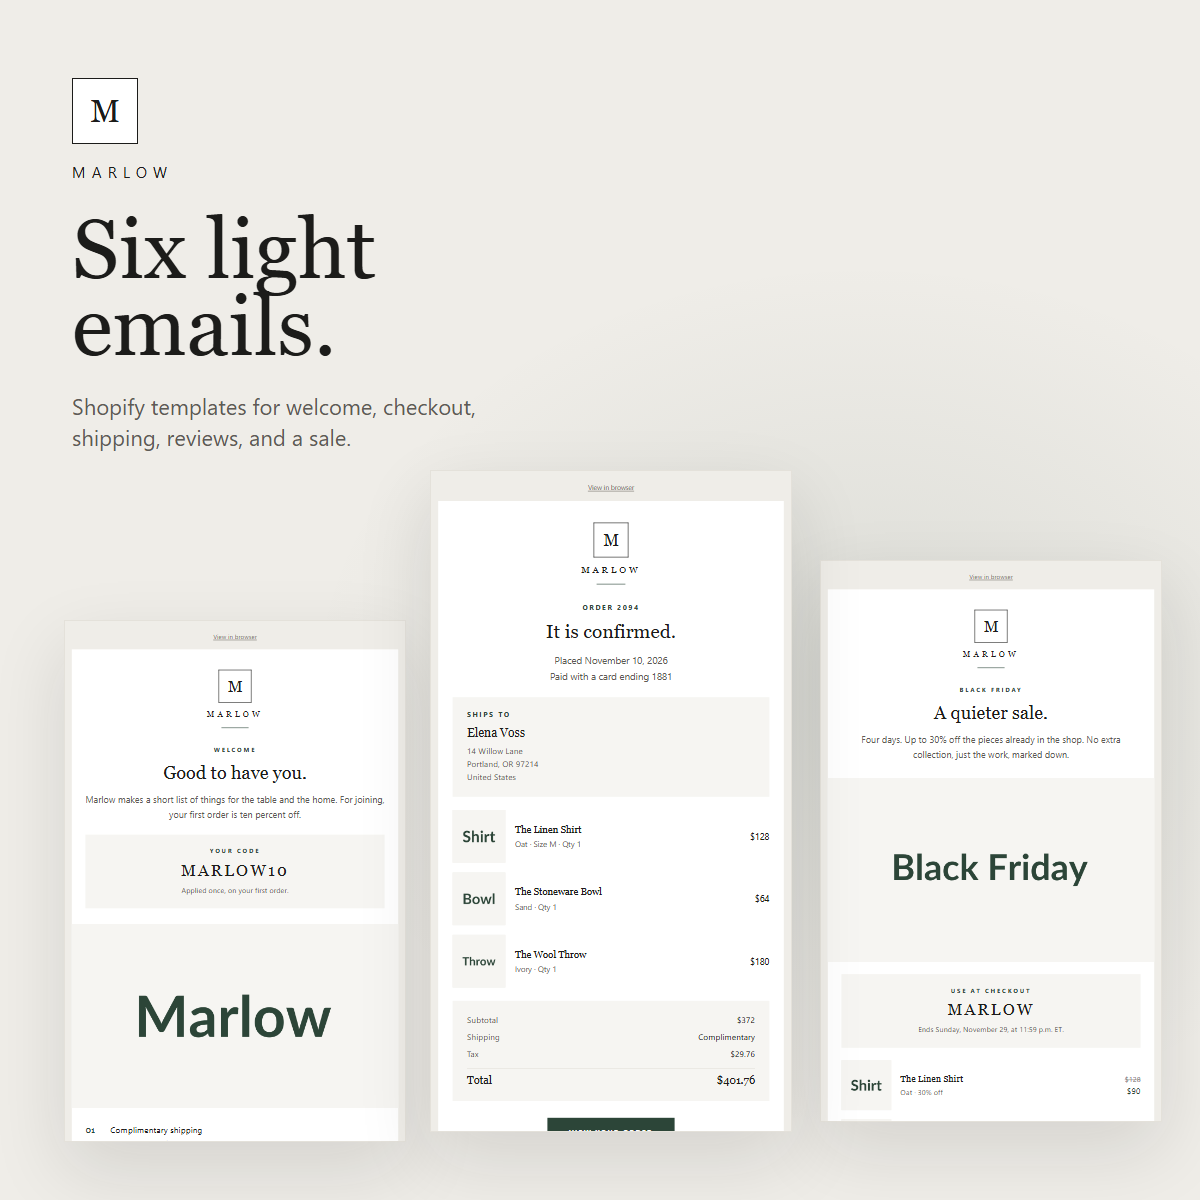 M
MARLOW
Six light
emails.
Shopify templates for welcome, checkout,
shipping, reviews, and a sale.
View in browser
M
MARLOW
WELCOME
Good to have you.
Marlow makes a short list of things for the table and the home. For joining,
your first order is ten percent off.
YOUR CODE
MARLOW10
Applied once, on your first order.
Marlow
01 Complimentary shipping
View in browser
M
MARLOW
ORDER 2094
It is confirmed.
Placed November 10, 2026
Paid with a card ending 1881
SHIPS TO
Elena Voss
14 Willow Lane
Portland, OR 97214
United States
Shirt
The Linen Shirt
$128
Oat · Size M · Qty 1
Bowl
The Stoneware Bowl
$64
Sand · Qty 1
Throw
The Wool Throw
$180
Ivory · Qty 1
Subtotal $372
Shipping Complimentary
Tax $29.76
Total $401.76
View in browser
M
MARLOW
BLACK FRIDAY
A quieter sale.
Four days. Up to 30% off the pieces already in the shop. No extra
collection, just the work, marked down.
Black Friday
USE AT CHECKOUT
MARLOW
Ends Sunday, November 29, at 11:59 p.m. ET.
Shirt
The Linen Shirt
$128
Oat · 30% off
$90